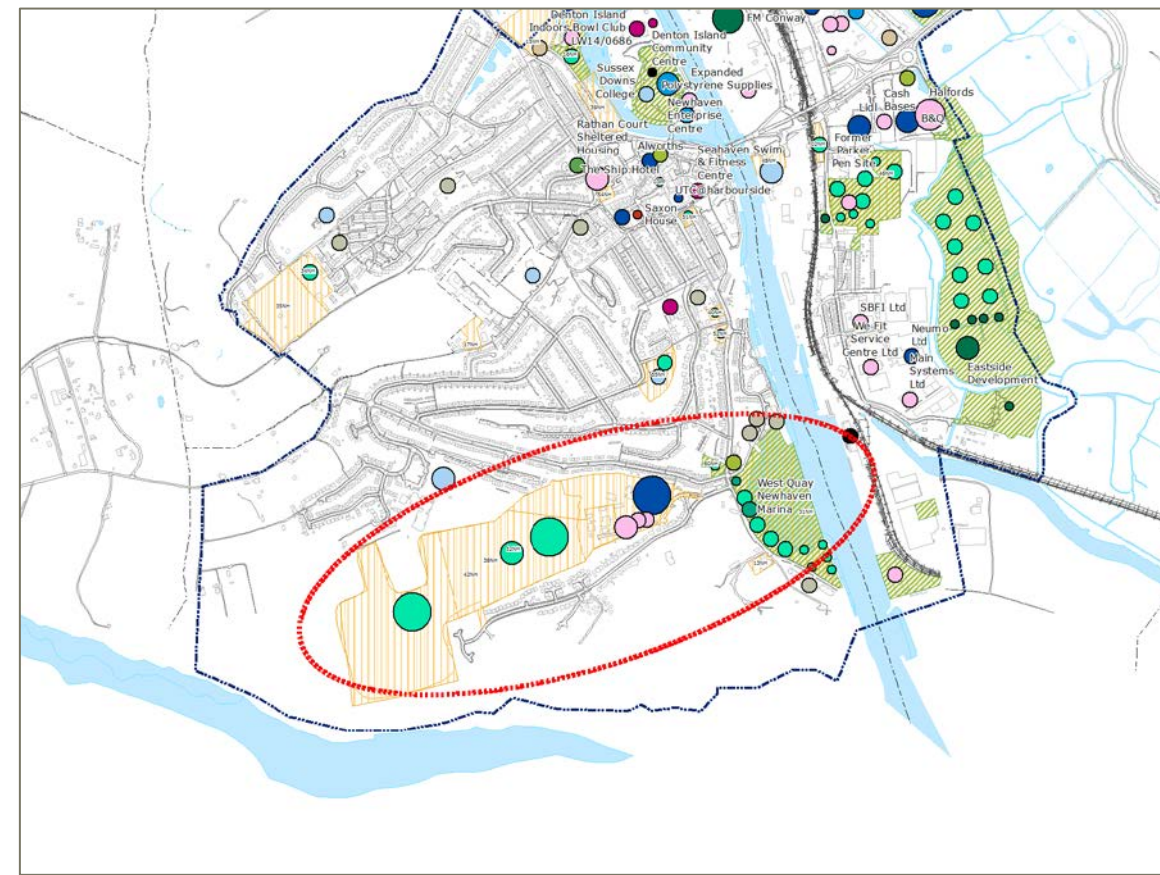 Denton Island
Indoors Bowl Club
LW14/0686
FM Conway
Denton Island
Community
Centre
Sussex
Downs
College
Expanded
Polystyrene Supplies
Newhaven
Enterprise
Centre
Cash
Bases
Halfords
Lidl
B&Q
Rathan Court
Sheltered
Housing
Alworths
Seahaven Swim
& Fitness
Centre
Former
Parker
Pen Site
The Ship Hotel
UTC@harbourside
Saxon
House
SBFI Ltd
We Fit
Service
Centre Ltd
Neumo
Ltd
Main
Systems
Ltd
Eastside
Development
West Quay
Newhaven
Marina